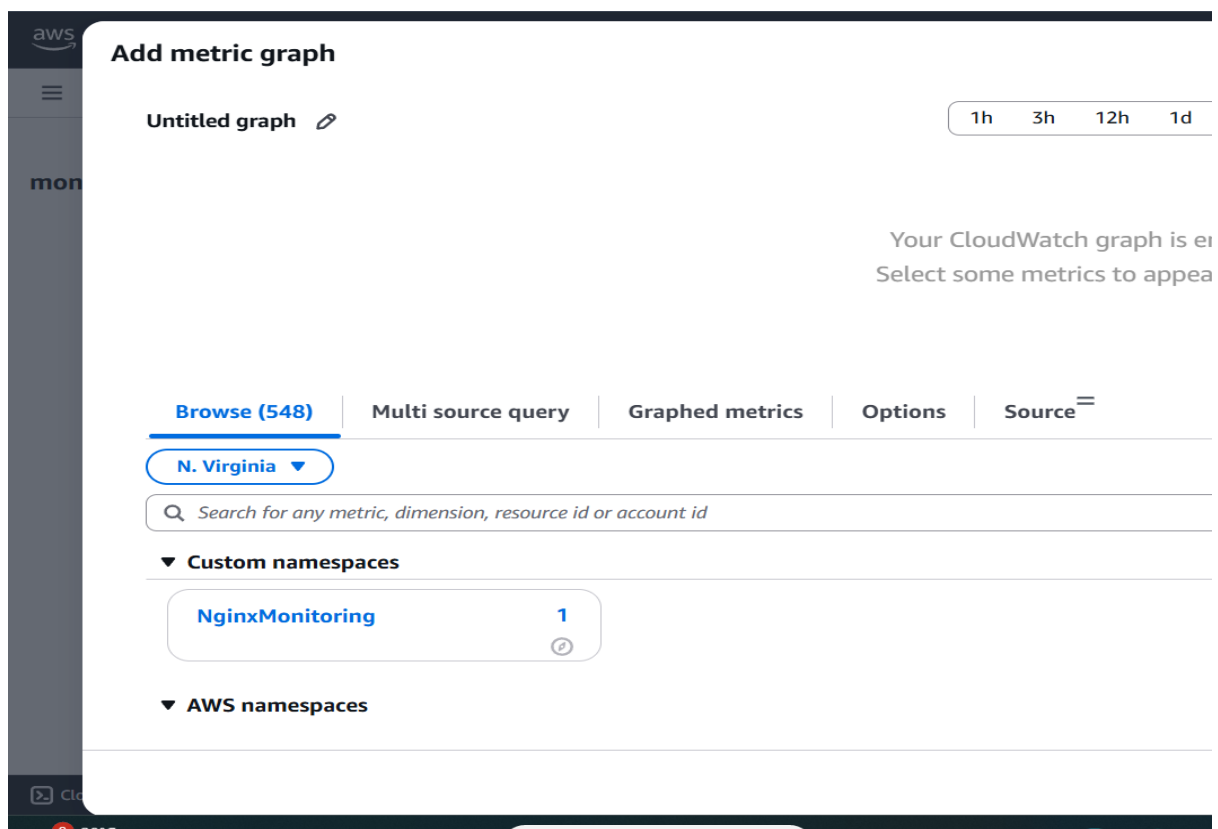 aws
Add metric graph
Untitled graph
1h 3h 12h 1d
mon
Your CloudWatch graph is
Select some metrics to appea
Browse (548) Multi source query Graphed metrics Options Source
N. Virginia
Search for any metric, dimension, resource id or account id
Custom namespaces
NginxMonitoring 1
AWS namespaces
Clo